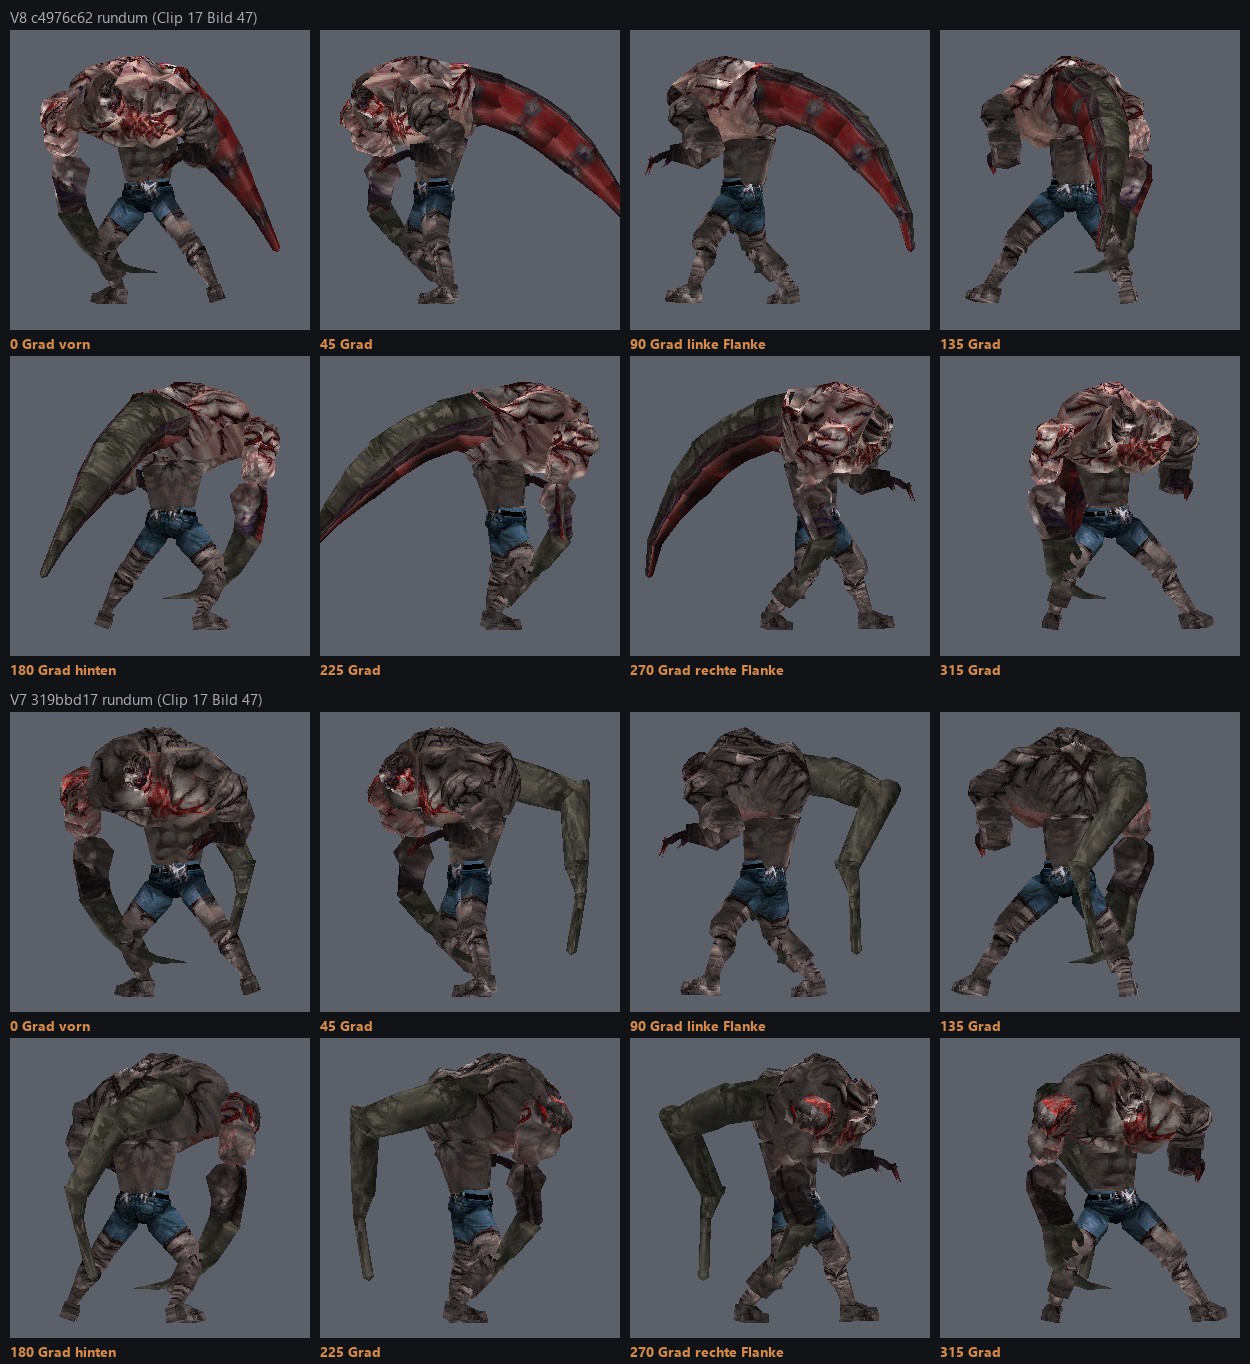 V8 c4976c62 rundum (Clip 17 Bild 47)
0 Grad vorn
45 Grad
90 Grad linke Flanke
135 Grad
180 Grad hinten
225 Grad
270 Grad rechte Flanke
315 Grad
V7 319bbd17 rundum (Clip 17 Bild 47)
0 Grad vorn
45 Grad
90 Grad linke Flanke
135 Grad
180 Grad hinten
225 Grad
270 Grad rechte Flanke
315 Grad